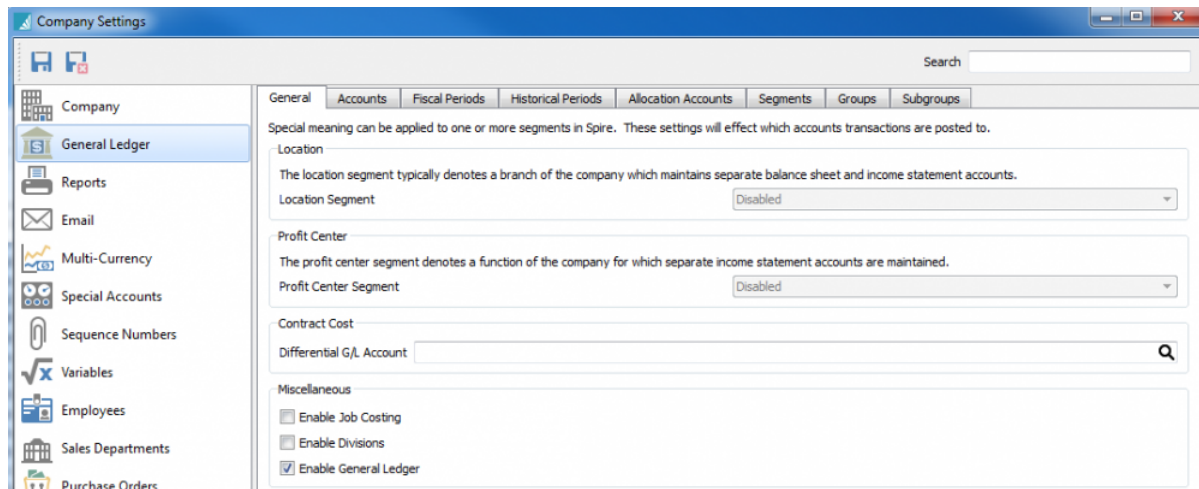 Company Settings
Search
Company
General Ledger
Reports
Email
Multi-Currency
Special Accounts
Sequence Numbers
Variables
Employees
Sales Departments
Purchase Orders
General Accounts Fiscal Periods Historical Periods Allocation Accounts Segments Groups Subgroups
Special meaning can be applied to one or more segments in Spire. These settings will effect which accounts transactions are posted to.
Location
The location segment typically denotes a branch of the company which maintains separate balance sheet and income statement accounts.
Location Segment Disabled
Profit Center
The profit center segment denotes a function of the company for which separate income statement accounts are maintained.
Profit Center Segment Disabled
Contract Cost
Differential G/L Account
Miscellaneous
Enable Job Costing
Enable Divisions
Enable General Ledger